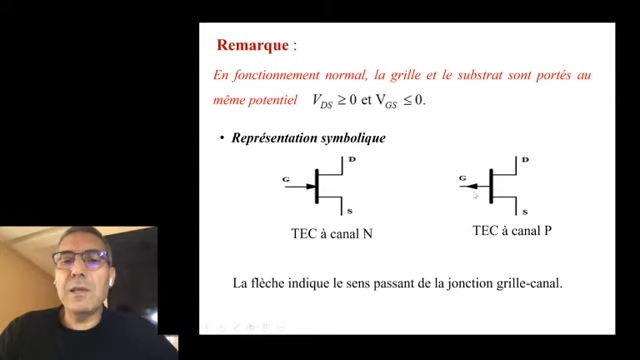 Remarque :
En fonctionnement normal, la grille et le substrat sont portés au
même potentiel V_DS ≥ 0 et V_GS ≤ 0.
• Représentation symbolique
D
D
G
G
S
S
TEC à canal N
TEC à canal P
La flèche indique le sens passant de la jonction grille-canal.